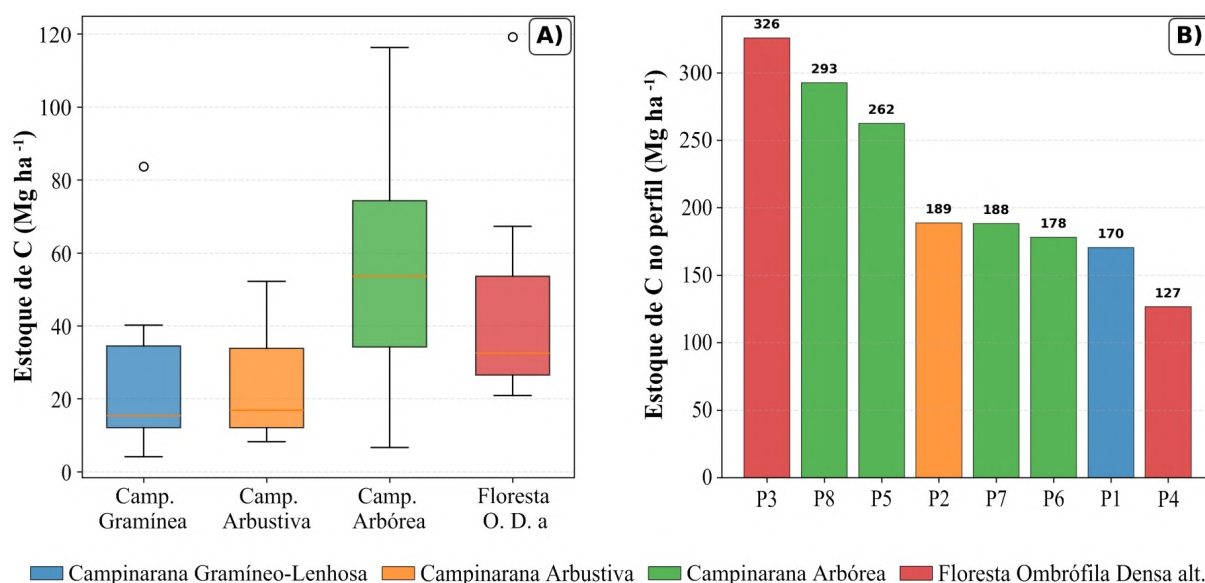 A)
Estoque de C (Mg ha⁻¹)
120
100
80
60
40
20
0
Camp.
Gramínea
Camp.
Arbustiva
Camp.
Arbórea
Floresta
O. D. a
B)
Estoque de C no perfil (Mg ha⁻¹)
300
250
200
150
100
50
0
326
293
262
189
188
178
170
127
P3
P8
P5
P2
P7
P6
P1
P4
Campinarana Gramíneo-Lenhosa
Campinarana Arbustiva
Campinarana Arbórea
Floresta Ombrófila Densa alt.